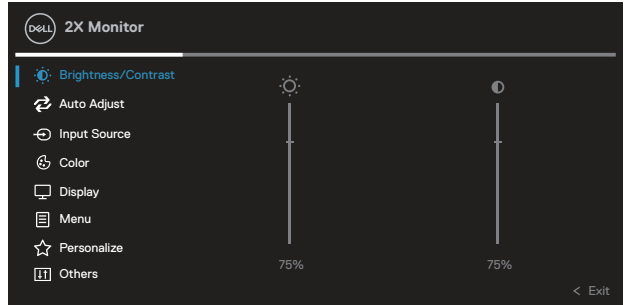 DELL 2X Monitor
Brightness/Contrast
Auto Adjust
Input Source
Color
Display
Menu
Personalize
Others
75% 75%
< Exit